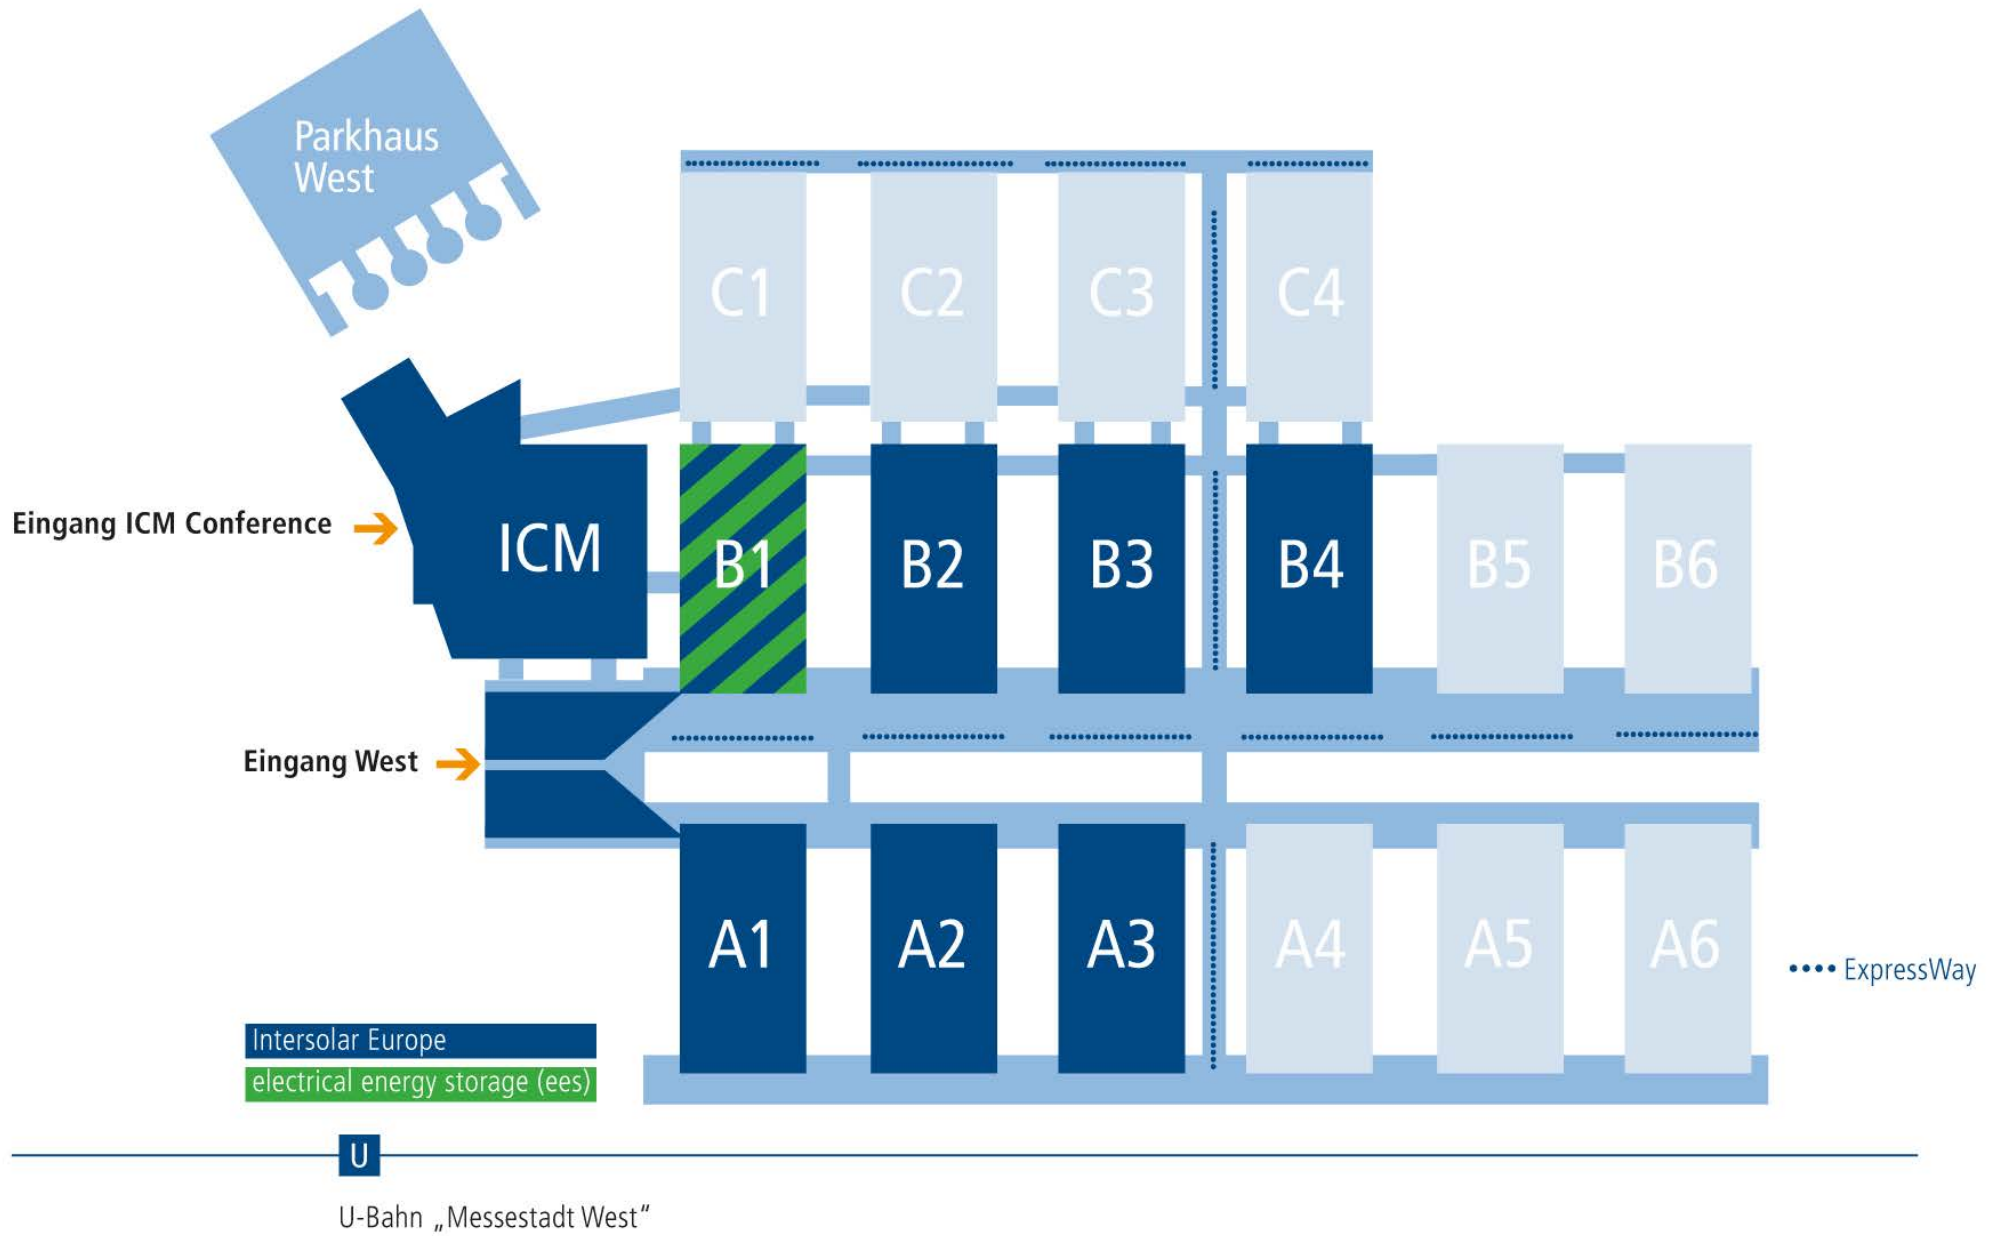 Parkhaus
West
C1
C2
C3
C4
Eingang ICM Conference
ICM
B1
B2
B3
B4
B5
B6
Eingang West
A1
A2
A3
A4
A5
A6
ExpressWay
Intersolar Europe
electrical energy storage (ees)
U
U-Bahn „Messestadt West“